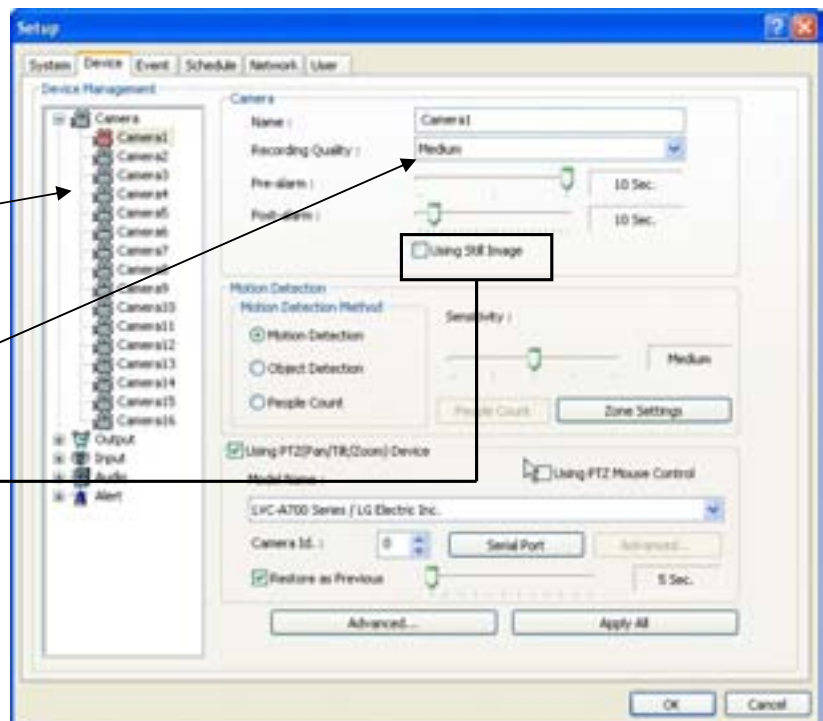 Setup
System Device Event Schedule Network User
Device Management
Camera
Camera1
Camera2
Camera3
Camera4
Camera5
Camera6
Camera7
Camera8
Camera9
Camera10
Camera11
Camera12
Camera13
Camera14
Camera15
Camera16
Output
Input
Audio
Alert
Camera
Name : Camera1
Recording Quality : Medium
Pre-alarm : 10 Sec.
Post-alarm : 10 Sec.
Using Still Image
Motion Detection
Motion Detection Method
Motion Detection
Object Detection
People Count
Sensitivity :
Medium
People Count Zone Settings
Using PTZ(Pan/Tilt/Zoom) Device
Using PTZ Mouse Control
Model Name :
LVC-A700 Series / LG Electric Inc.
Camera Id. : 0 Serial Port Advanced...
Restore as Previous 5 Sec.
Advanced... Apply All
OK Cancel